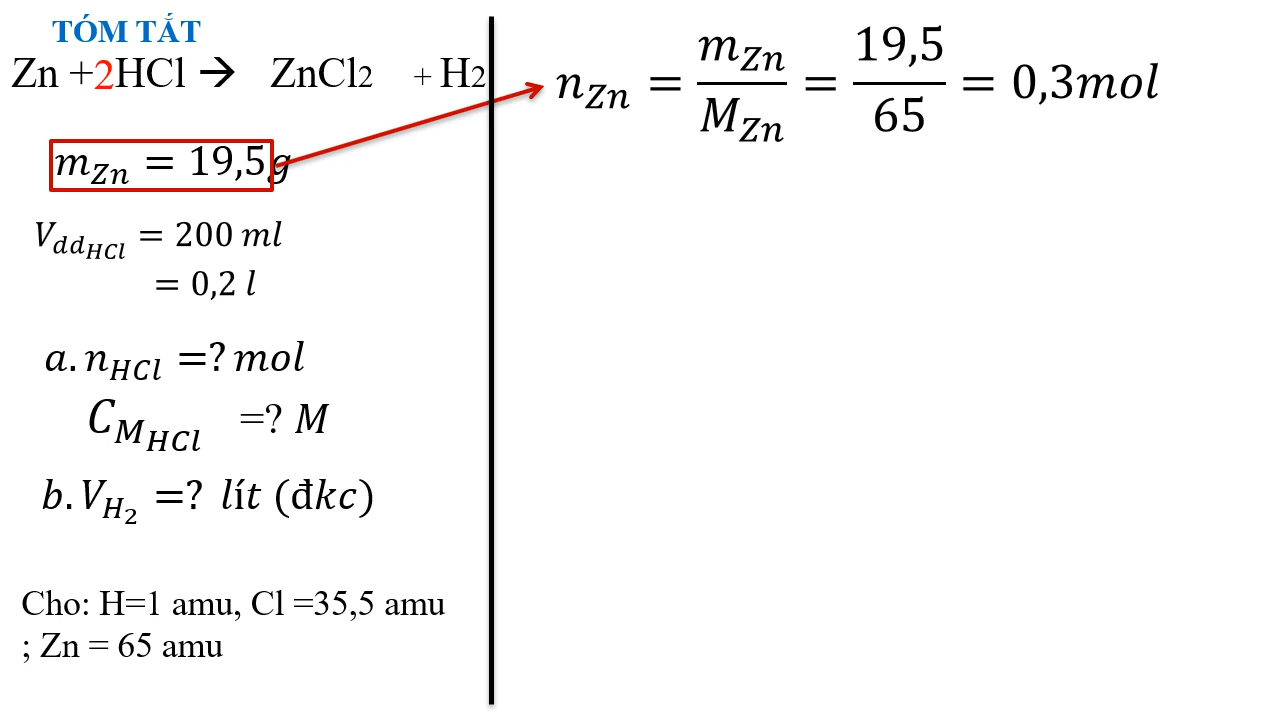 TÓM TẮT
Zn +2HCl → ZnCl2 + H2
m_Zn = 19,5g
V_dd_HCl = 200 ml
= 0,2 l
a. n_HCl =? mol
C_M_HCl =? M
b. V_H_2 =? lít (đkc)
Cho: H=1 amu, Cl =35,5 amu
; Zn = 65 amu
n_Zn = m_Zn / M_Zn = 19,5 / 65 = 0,3mol